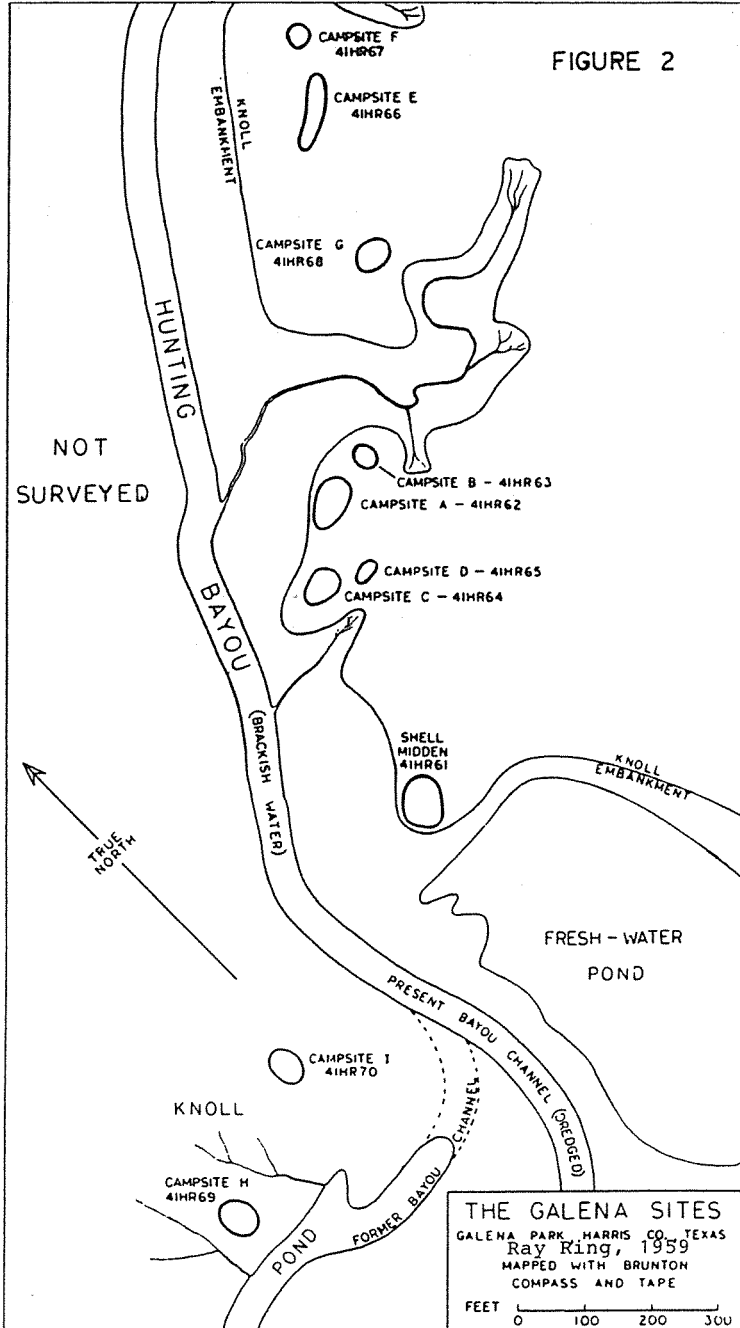 FIGURE 2
CAMPSITE F
41HR67
CAMPSITE E
41HR66
KNOLL
EMBANKMENT
CAMPSITE G
41HR68
HUNTING
BAYOU
(BRACKISH WATER)
NOT
SURVEYED
CAMPSITE B - 41HR63
CAMPSITE A - 41HR62
CAMPSITE D - 41HR65
CAMPSITE C - 41HR64
SHELL
MIDDEN
41HR61
KNOLL
EMBANKMENT
TRUE
NORTH
FRESH-WATER
POND
PRESENT BAYOU CHANNEL (DREDGED)
CAMPSITE I
41HR70
KNOLL
CAMPSITE H
41HR69
POND
FORMER BAYOU CHANNEL
THE GALENA SITES
GALENA PARK, HARRIS CO., TEXAS
Ray Ring, 1959
MAPPED WITH BRUNTON
COMPASS AND TAPE
FEET 0 100 200 300